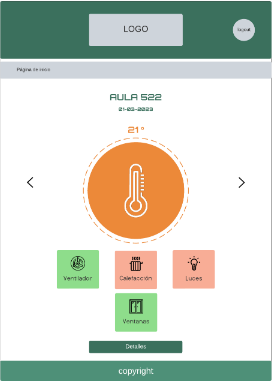 LOGO
Página de inicio
AULA 522
21-03-2023
21 º
Ventilador
Calefacción
Luces
Ventanas
Detalles
copyright